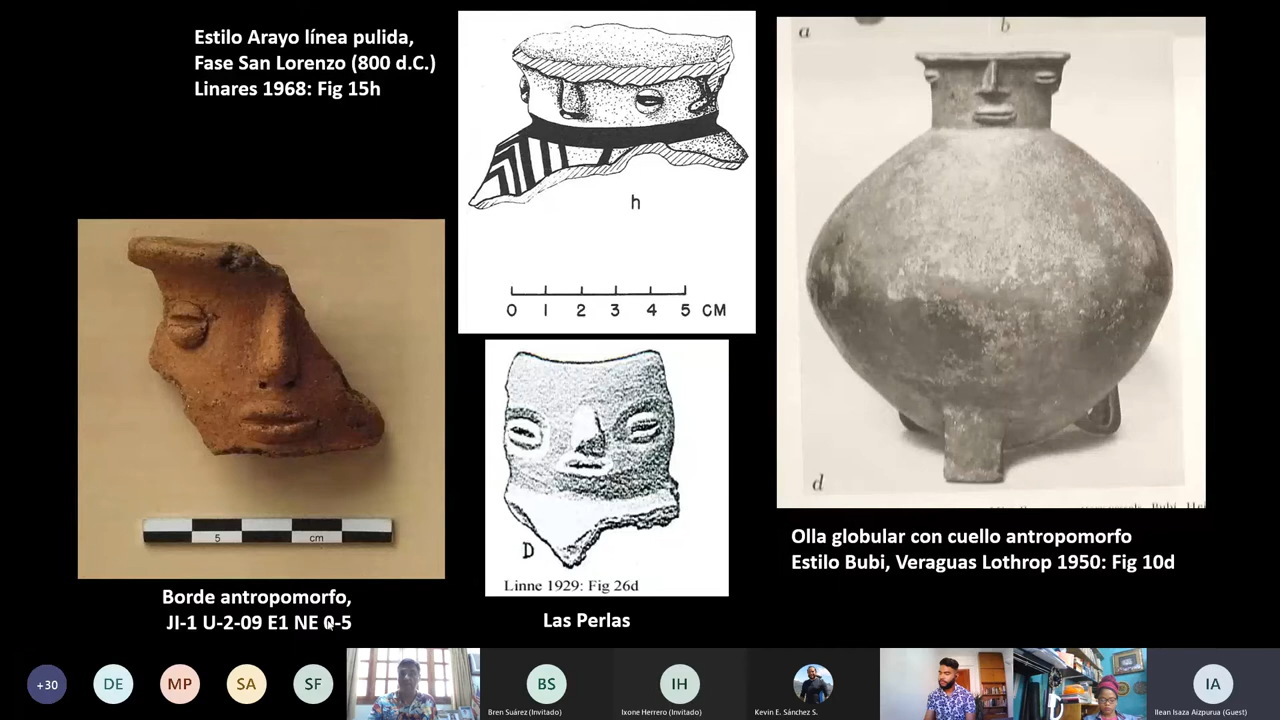 Estilo Arayo línea pulida,
Fase San Lorenzo (800 d.C.)
Linares 1968: Fig 15h
h
0 1 2 3 4 5 CM
a
b
d
5 cm
Borde antropomorfo,
JI-1 U-2-09 E1 NE 0-5
D
Linne 1929: Fig 26d
Las Perlas
Olla globular con cuello antropomorfo
Estilo Bubi, Veraguas Lothrop 1950: Fig 10d
+30
DE
MP
SA
SF
BS
Bren Suárez (Invitado)
IH
Ixone Herrero (Invitado)
Kevin E. Sánchez S.
IA
Ilean Isaza Aizpurua (Guest)